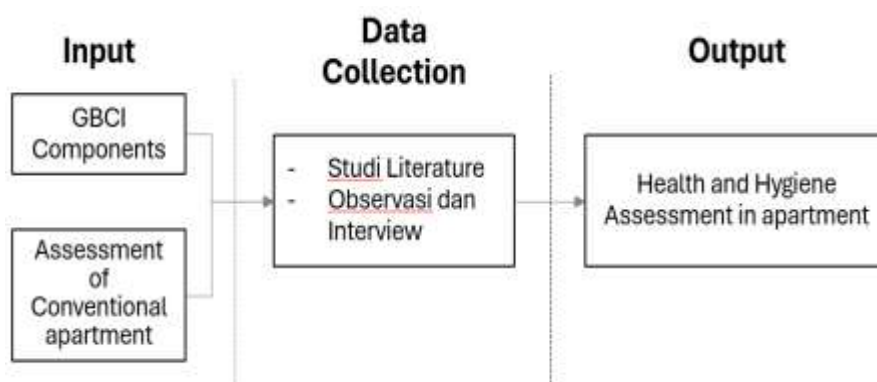 Input
Data
Collection
Output
GBCI
Components
Assessment
of
Conventional
apartment
- Studi Literature
- Observasi dan
Interview
Health and Hygiene
Assessment in apartment